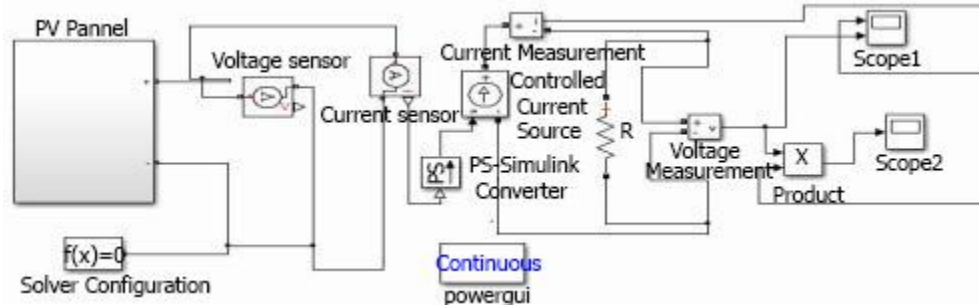 PV Pannel
Voltage sensor
Current sensor
Current Measurement
Controlled
Current
Source
R
PS
PS-Simulink
Converter
Voltage
Measurement
v
X
Product
Scope1
Scope2
f(x)=0
Solver Configuration
Continuous
powergui